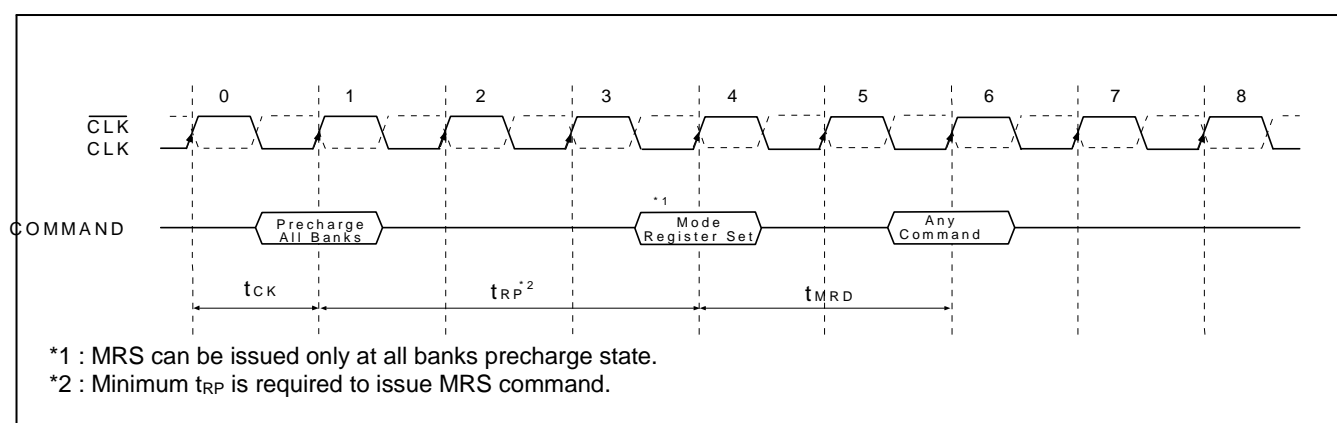 0 1 2 3 4 5 6 7 8
CLK
CLK
*1
COMMAND
Precharge
All Banks
Mode
Register Set
Any
Command
tCK
tRP*2
tMRD
*1 : MRS can be issued only at all banks precharge state.
*2 : Minimum tRP is required to issue MRS command.